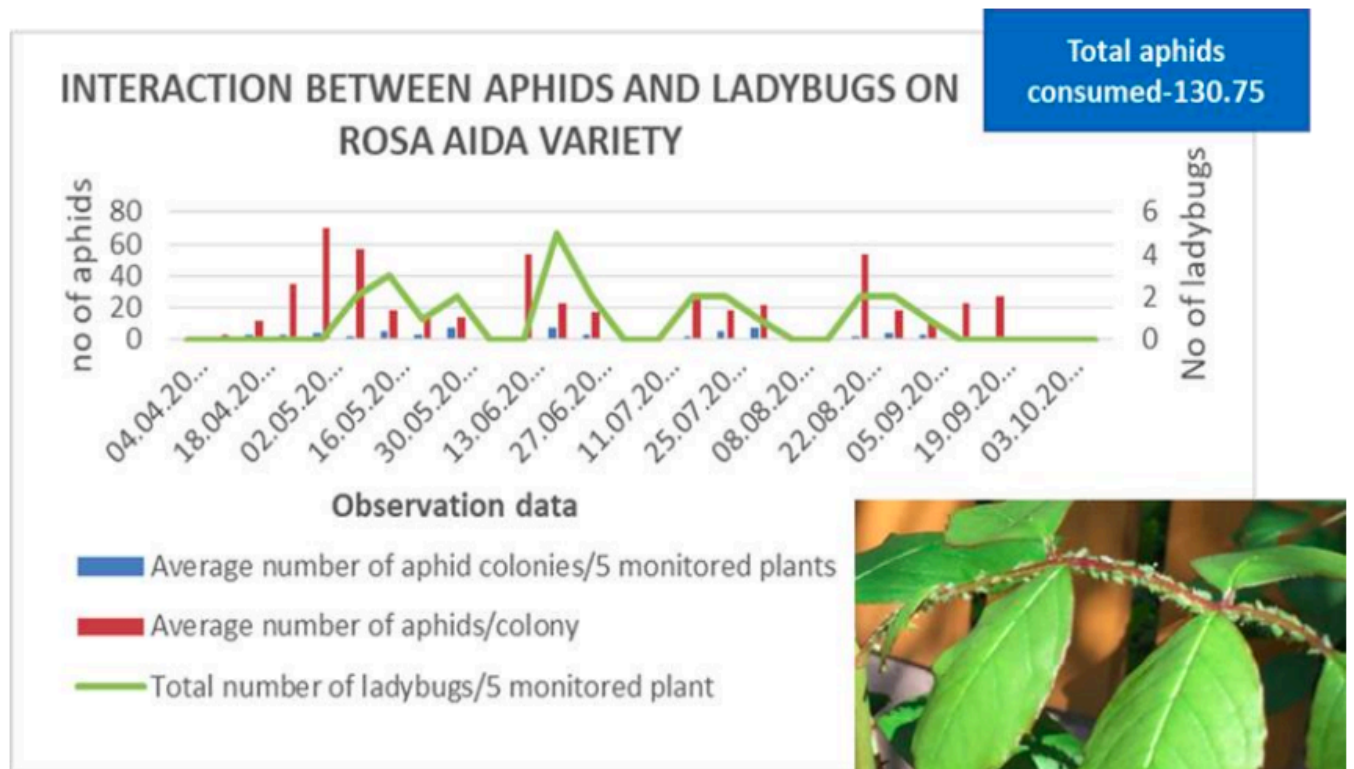 Total aphids
consumed-130.75
INTERACTION BETWEEN APHIDS AND LADYBUGS ON
ROSA AIDA VARIETY
no of aphids
80
60
40
20
0
6
4
2
0
No of ladybugs
04.04.20...
18.04.20...
02.05.20...
16.05.20...
30.05.20...
13.06.20...
27.06.20...
11.07.20...
25.07.20...
08.08.20...
22.08.20...
05.09.20...
19.09.20...
03.10.20...
Observation data
Average number of aphid colonies/5 monitored plants
Average number of aphids/colony
Total number of ladybugs/5 monitored plant